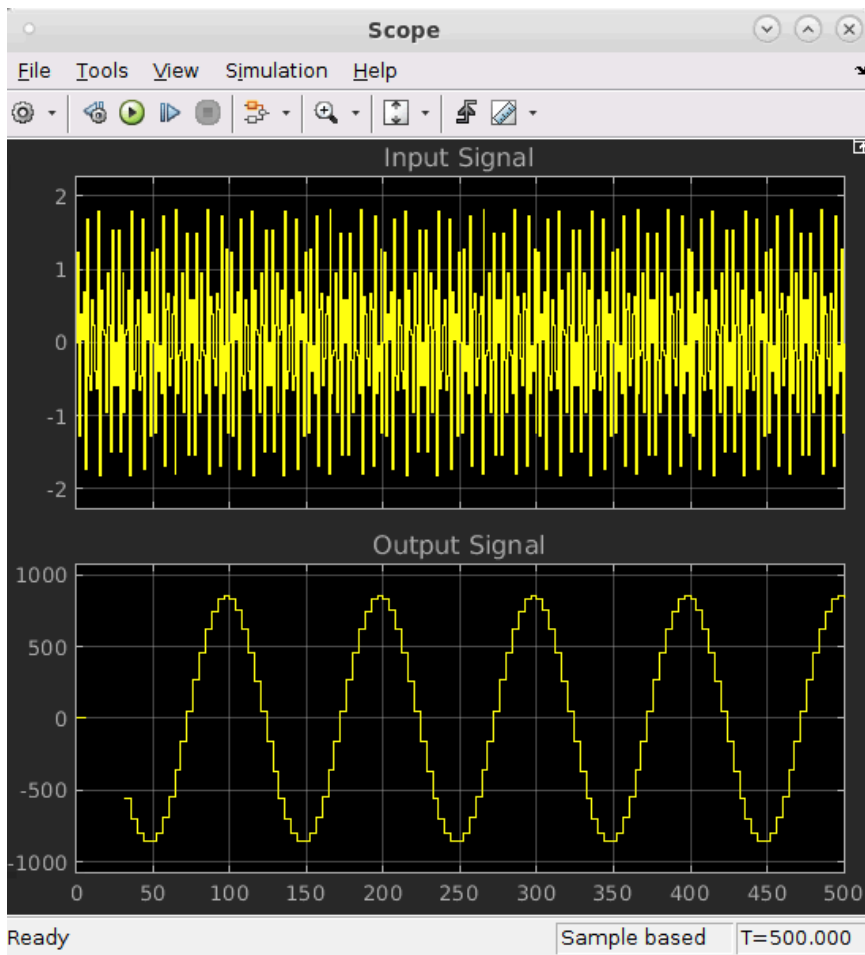 Scope
File Tools View Simulation Help
Input Signal
2
1
0
-1
-2
Output Signal
1000
500
0
-500
-1000
0 50 100 150 200 250 300 350 400 450 500
Ready Sample based T=500.000